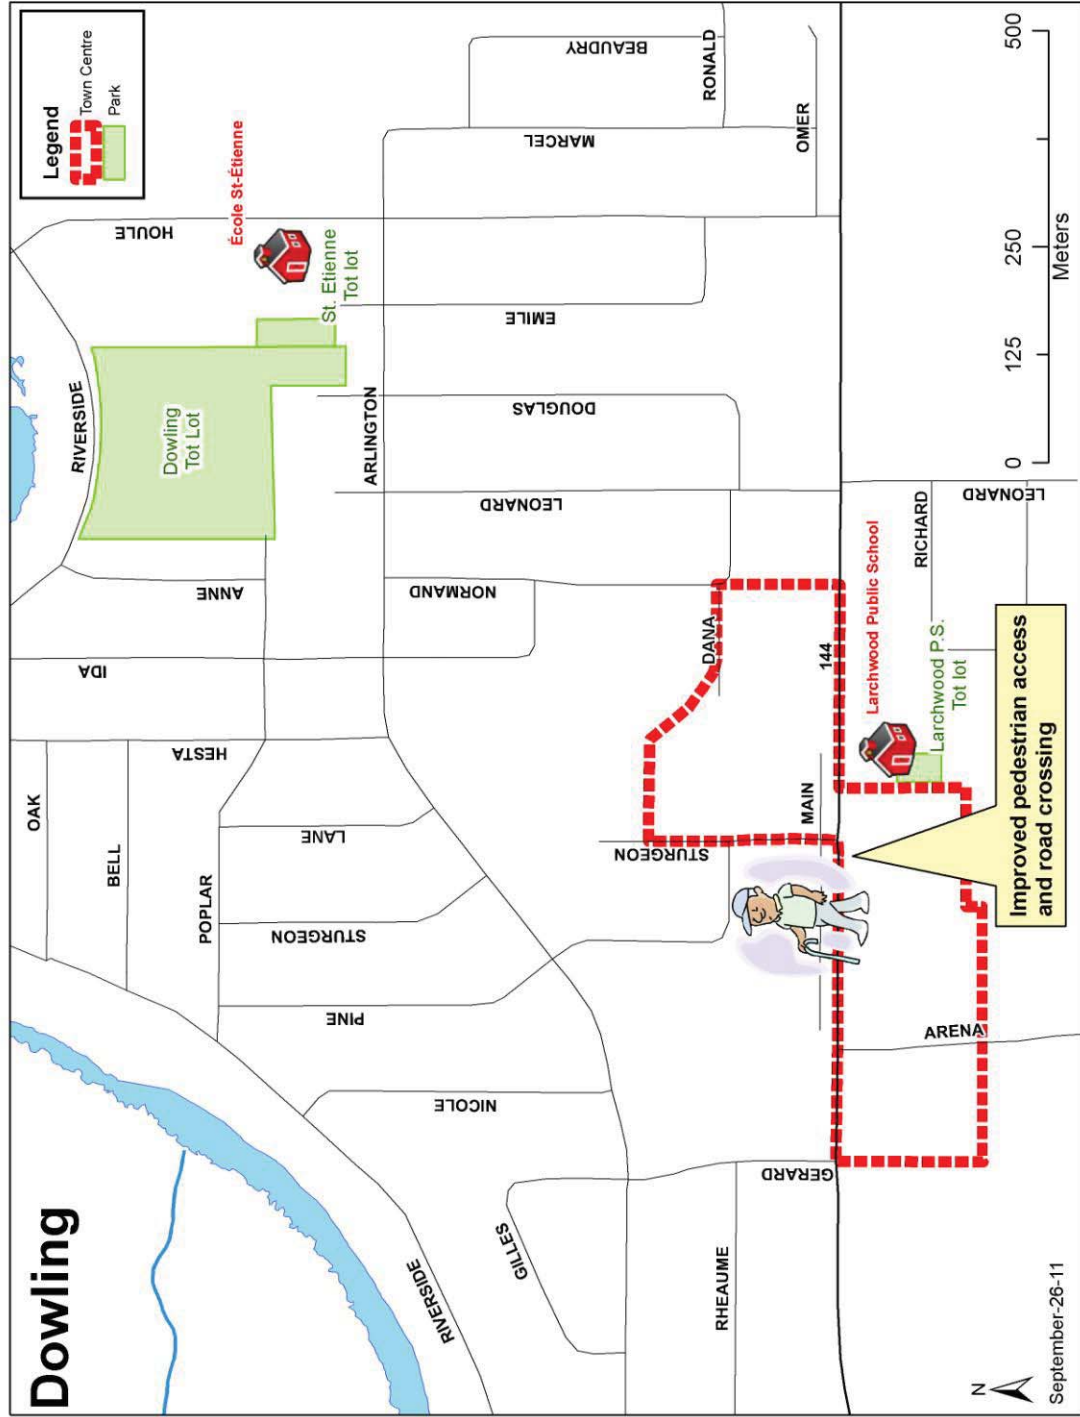 Dowling
Legend
Town Centre
Park
RIVERSIDE
HOULE
École St-Étienne
St. Etienne
Tot lot
Dowling
Tot Lot
ANNE
IDA
OAK
BELL
HESTA
POPLAR
LANE
STURGEON
PINE
NICOLE
RIVERSIDE
GILLES
RHEAUME
GERARD
ARLINGTON
NORMAND
LEONARD
DOUGLAS
EMILE
MARCEL
BEAUDRY
RONALD
OMER
DANA
STURGEON
MAIN
144
Larchwood Public School
Larchwood P.S.
Tot lot
RICHARD
LEONARD
ARENA
Improved pedestrian access
and road crossing
N
September-26-11
0 125 250 500
Meters